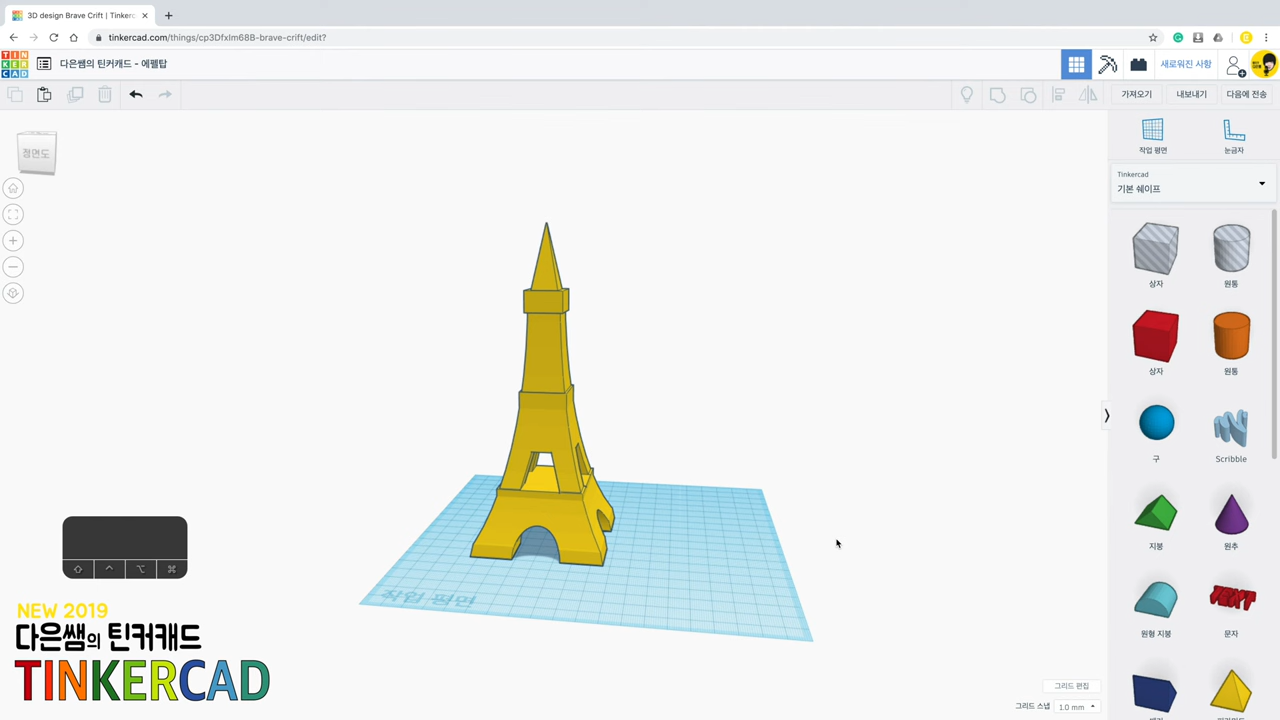 3D design Brave Crift | Tinkerc
tinkercad.com/things/cp3DfxIm68B-brave-crift/edit?
TIN
KER
CAD
다은쌤의 틴커캐드 - 에펠탑
새로워진 사항
가져오기
내보내기
다음에 전송
정면도
작업 평면
눈금자
Tinkercad
기본 쉐이프
상자
원통
상자
원통
구
Scribble
지붕
원추
원형 지붕
문자
TEXT
작업 평면
NEW 2019
다은쌤의 틴커캐드
TINKERCAD
그리드 편집
그리드 스냅
1.0 mm